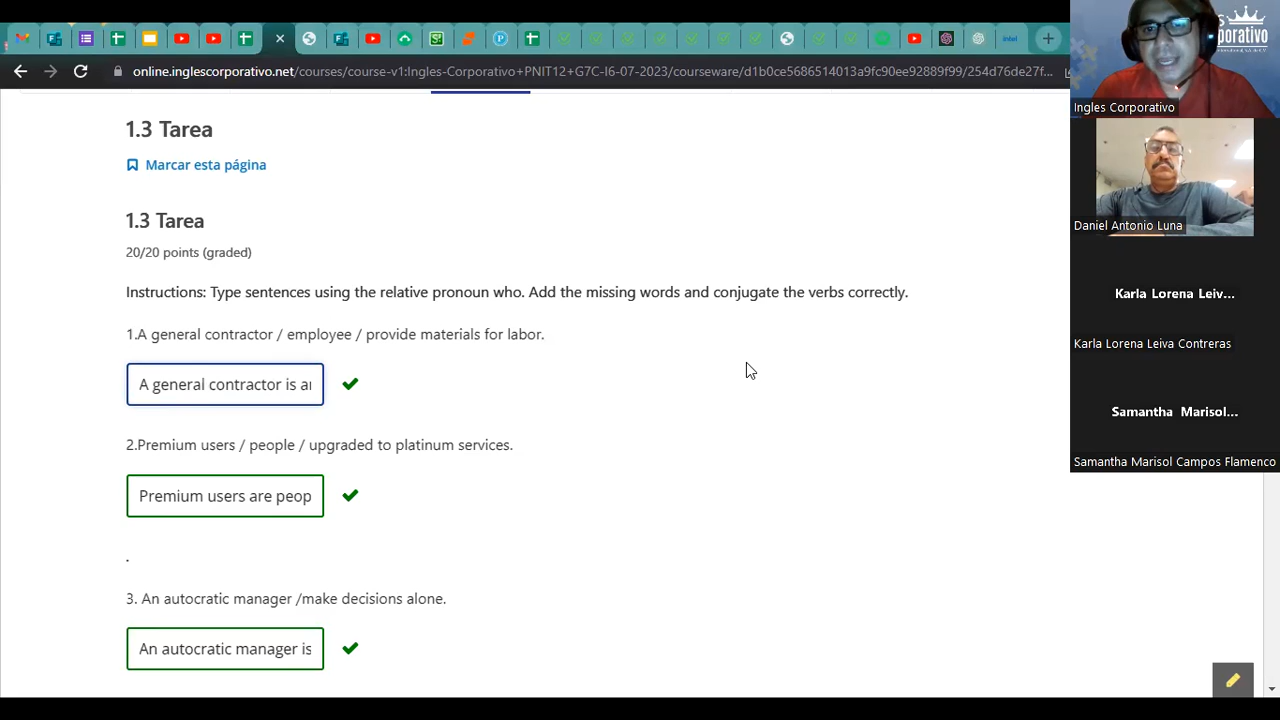 online.inglescorporativo.net/courses/course-v1:Ingles-Corporativo+PNIT12+G7C-I6-07-2023/courseware/d1b0ce5686514013a9fc90ee92889f99/254d76de27f...
1.3 Tarea
Marcar esta página
1.3 Tarea
20/20 points (graded)
Instructions: Type sentences using the relative pronoun who. Add the missing words and conjugate the verbs correctly.
1.A general contractor / employee / provide materials for labor.
A general contractor is an
2.Premium users / people / upgraded to platinum services.
Premium users are peop
.
3. An autocratic manager /make decisions alone.
An autocratic manager is
intel
Ingles Corporativo
Daniel Antonio Luna
Karla Lorena Leiv...
Karla Lorena Leiva Contreras
Samantha Marisol...
Samantha Marisol Campos Flamenco